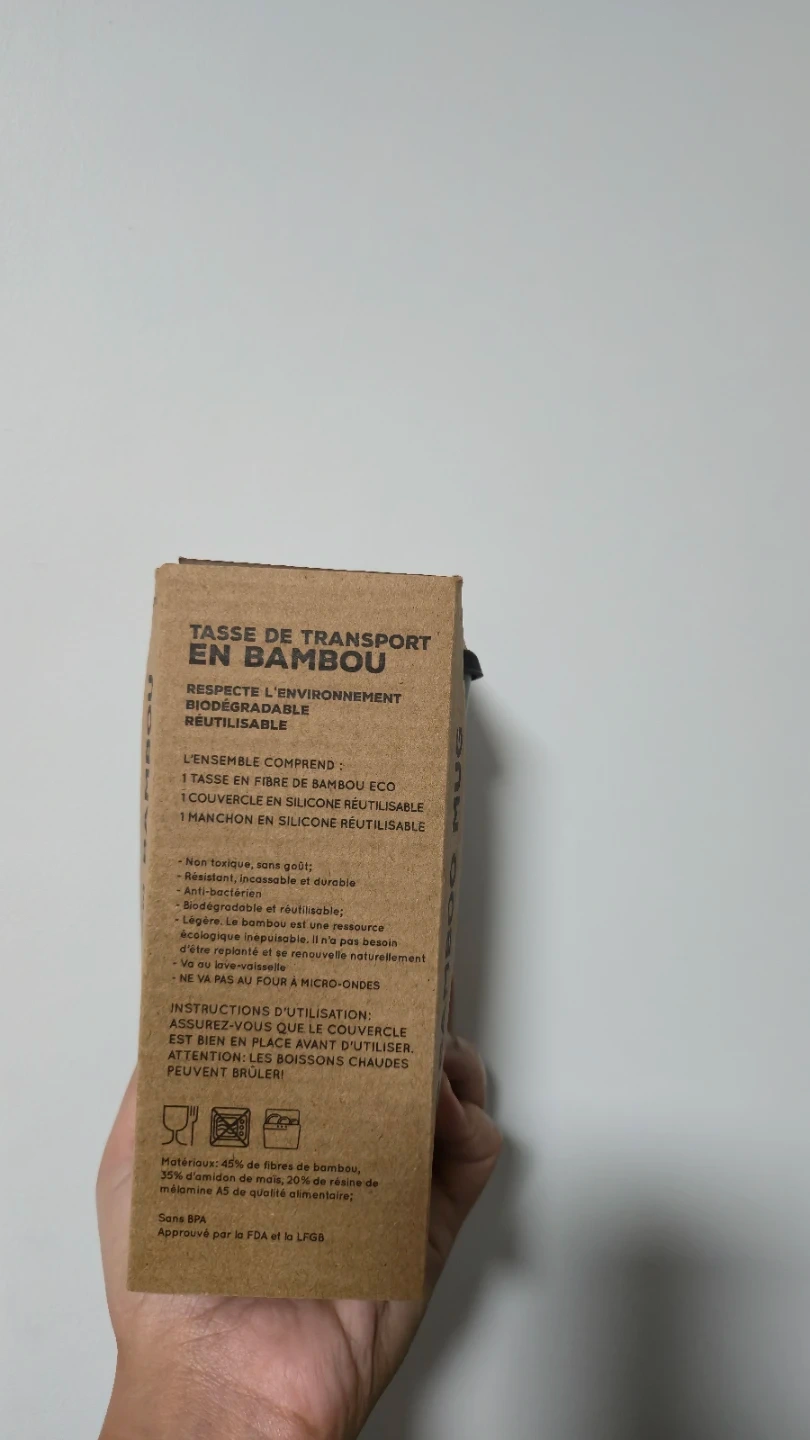 TASSE DE TRANSPORT
EN BAMBOU
RESPECTE L'ENVIRONNEMENT
BIODÉGRADABLE
RÉUTILISABLE
L'ENSEMBLE COMPREND :
1 TASSE EN FIBRE DE BAMBOU ECO
1 COUVERCLE EN SILICONE RÉUTILISABLE
1 MANCHON EN SILICONE RÉUTILISABLE
- Non toxique, sans goût;
- Résistant, incassable et durable
- Anti-bactérien
- Biodégradable et réutilisable;
- Légère. Le bambou est une ressource
écologique inépuisable. Il n'a pas besoin
d'être replanté et se renouvelle naturellement
- Va au lave-vaisselle
- NE VA PAS AU FOUR À MICRO-ONDES
INSTRUCTIONS D'UTILISATION:
ASSUREZ-VOUS QUE LE COUVERCLE
EST BIEN EN PLACE AVANT D'UTILISER.
ATTENTION: LES BOISSONS CHAUDES
PEUVENT BRÛLER!
Matériaux: 45% de fibres de bambou,
35% d'amidon de maïs, 20% de résine de
mélamine A5 de qualité alimentaire;
Sans BPA
Approuvé par la FDA et la LFGB
MUG